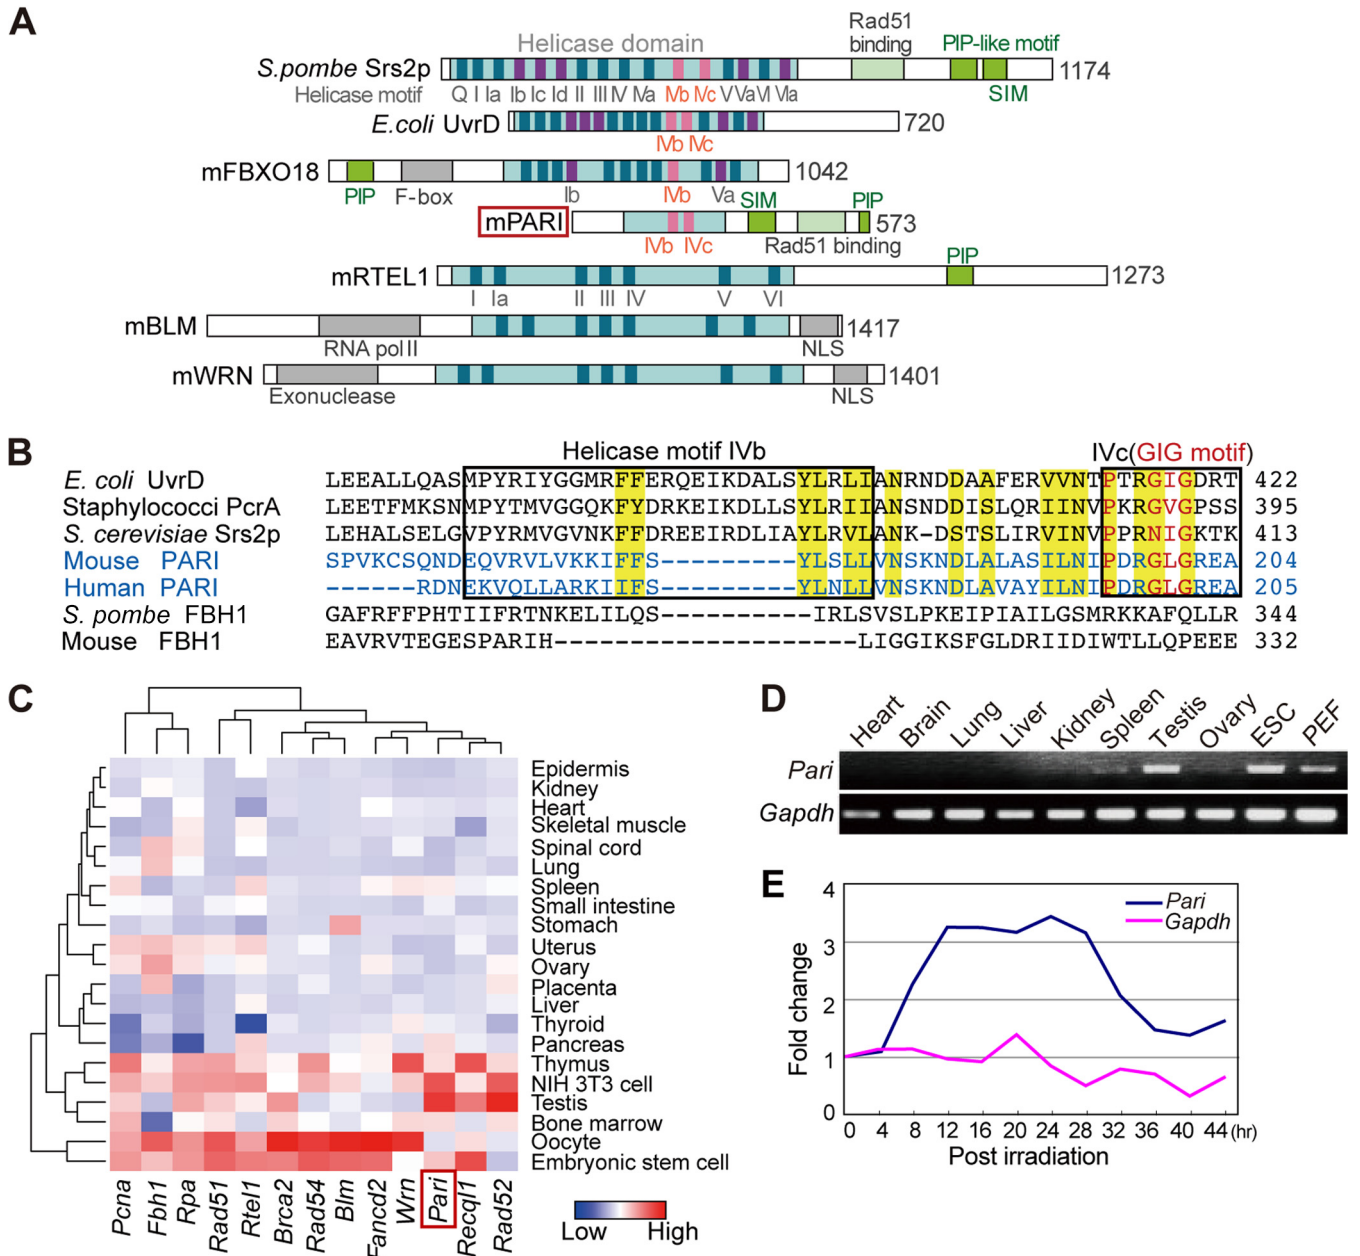 A
Helicase domain
Rad51 binding
PIP-like motif
S.pombe Srs2p
1174
Helicase motif
Q I Ia Ib Ic Id II III IV IVa IVb IVc V Va VI VIa
SIM
E.coli UvrD
720
IVb IVc
mFBXO18
1042
PIP
F-box
Ib
IVb
Va
SIM
PIP
mPARI
573
IVb IVc
Rad51 binding
PIP
mRTEL1
1273
I Ia II III IV V VI
mBLM
1417
RNA pol II
NLS
mWRN
1401
Exonuclease
NLS
B
Helicase motif IVb
IVc(GIG motif)
E. coli UvrD LEEALLQASMPYRIYGGMRFFERQEIKDALSYLRLIANRNDDAAFERVVNTPTRGIGDRT 422
Staphylococci PcrA LEETFMKSNMPYTMVGGQKFYDRKEIKDLLSYLRIIANSNDDISLQRIINVPKRGVGPSS 395
S. cerevisiae Srs2p LEHALSELGVPYRMVGVNKFFDREEIRDLLAYLRVLANK-DSTSLIRVINVPPRNIGKTK 413
Mouse PARI SPVKCSQNDEQVRVLVKKIFFS---------YLSLLVNSKNDLALASILNIPDRGLGREA 204
Human PARI ------RDNEKVQLLARKIIFS---------YLNLLVNSKNDLAVAYILNIPDRGLGREA 205
S. pombe FBH1 GAFRFFPHTIIFRTNKELILQS----------IRLSVSLPKEIPIAILGSMRKKAFQLLR 344
Mouse FBH1 EAVRVTEGESPARIH--------------------LIGGIKSFGLDRIIDIWTLLQPEEE 332
C
Epidermis
Kidney
Heart
Skeletal muscle
Spinal cord
Lung
Spleen
Small intestine
Stomach
Uterus
Ovary
Placenta
Liver
Thyroid
Pancreas
Thymus
NIH 3T3 cell
Testis
Bone marrow
Oocyte
Embryonic stem cell
Pcna Fbh1 Rpa Rad51 Rtel1 Brca2 Rad54 Blm Fancd2 Wrn Pari Recql1 Rad52
Low High
D
Heart Brain Lung Liver Kidney Spleen Testis Ovary ESC PEF
Pari
Gapdh
E
4
3
2
1
0
Fold change
Pari
Gapdh
0 4 8 12 16 20 24 28 32 36 40 44 (hr)
Post irradiation